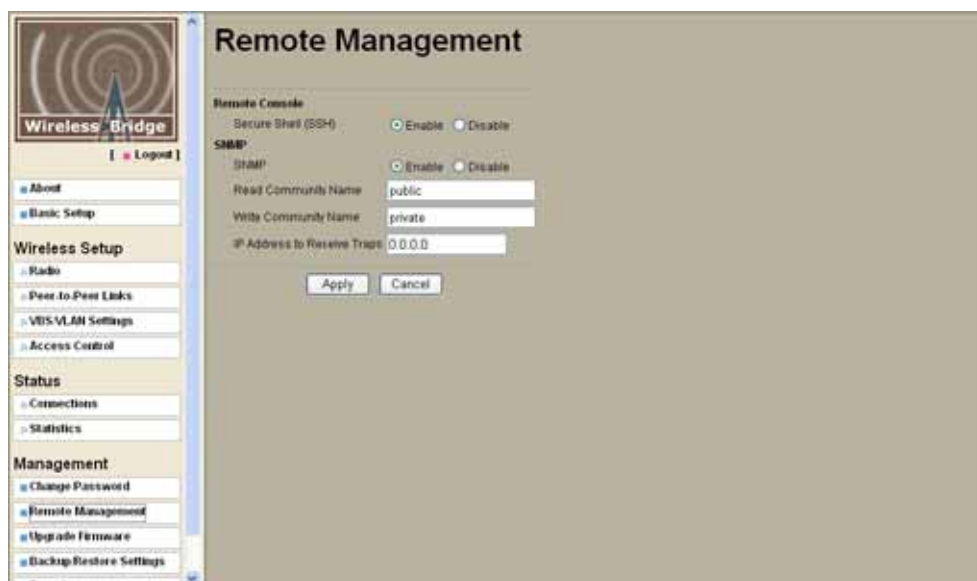 Wireless Bridge
[ Logout ]
About
Basic Setup
Wireless Setup
Radio
Peer-to-Peer Links
VBS/VLAN Settings
Access Control
Status
Connections
Statistics
Management
Change Password
Remote Management
Upgrade Firmware
Backup/Restore Settings
Remote Management
Remote Console
Secure Shell (SSH) Enable Disable
SNMP
SNMP Enable Disable
Read Community Name public
Write Community Name private
IP Address to Receive Traps 0.0.0.0
Apply Cancel